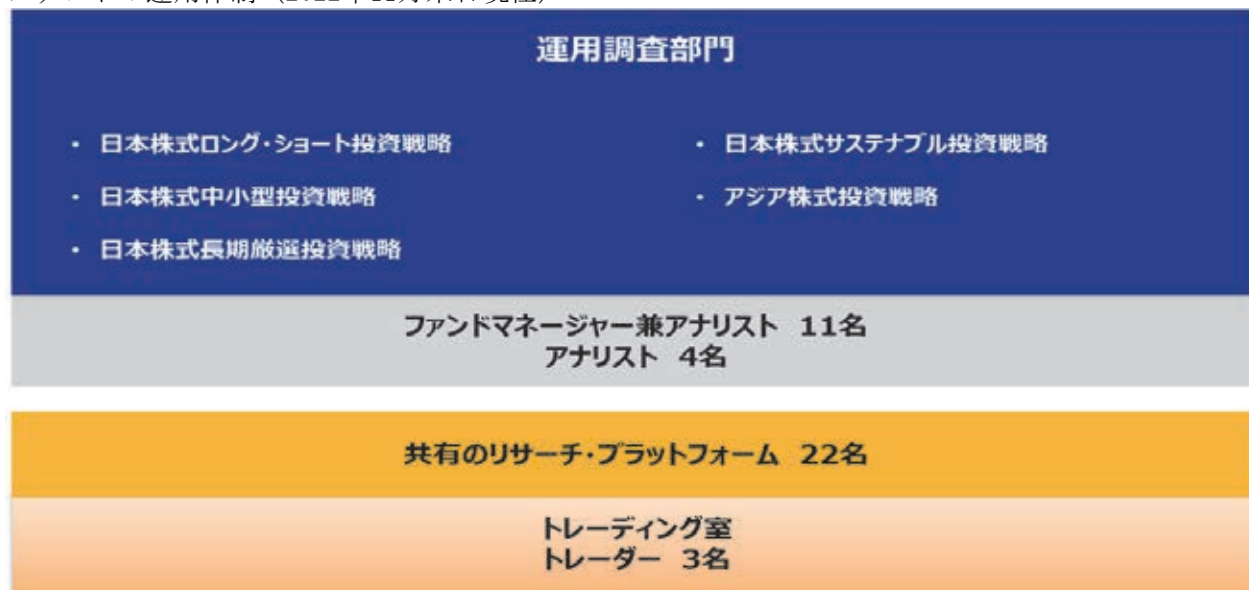 運用調査部門
・ 日本株式ロング・ショート投資戦略
・ 日本株式サステナブル投資戦略
・ 日本株式中小型投資戦略
・ アジア株式投資戦略
・ 日本株式長期厳選投資戦略
ファンドマネージャー兼アナリスト 11名
アナリスト 4名
共有のリサーチ・プラットフォーム 22名
トレーディング室
トレーダー 3名